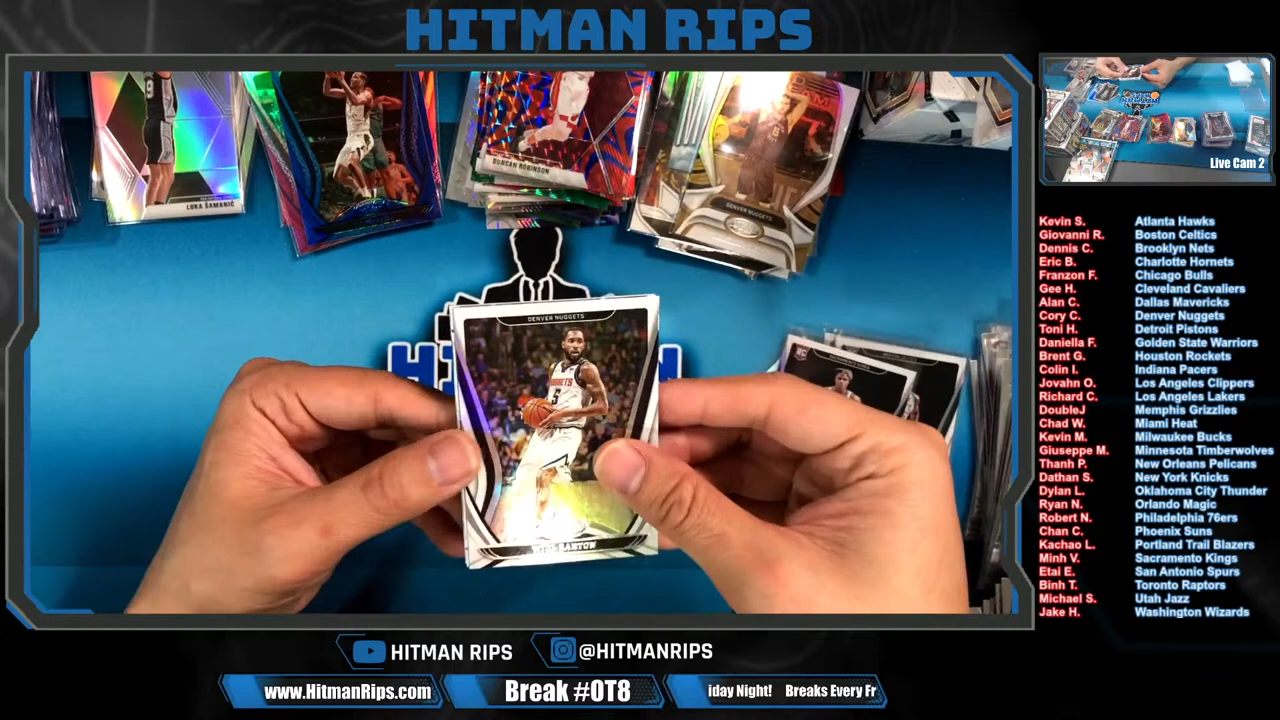 HITMAN RIPS
LUKA ŠAMANIĆ
DUNCAN ROBINSON
DENVER NUGGETS
DENVER NUGGETS
NUGGETS
5
RC
Live Cam 2
Kevin S. Atlanta Hawks
Giovanni R. Boston Celtics
Dennis C. Brooklyn Nets
Eric B. Charlotte Hornets
Franzon F. Chicago Bulls
Gee H. Cleveland Cavaliers
Alan C. Dallas Mavericks
Cory C. Denver Nuggets
Toni H. Detroit Pistons
Daniella F. Golden State Warriors
Brent G. Houston Rockets
Colin I. Indiana Pacers
Jovahn O. Los Angeles Clippers
Richard C. Los Angeles Lakers
DoubleJ Memphis Grizzlies
Chad W. Miami Heat
Kevin M. Milwaukee Bucks
Giuseppe M. Minnesota Timberwolves
Thanh P. New Orleans Pelicans
Dathan S. New York Knicks
Dylan L. Oklahoma City Thunder
Ryan N. Orlando Magic
Robert N. Philadelphia 76ers
Chan C. Phoenix Suns
Kachao L. Portland Trail Blazers
Minh V. Sacramento Kings
Etai E. San Antonio Spurs
Binh T. Toronto Raptors
Michael S. Utah Jazz
Jake H. Washington Wizards
HITMAN RIPS @HITMANRIPS
www.HitmanRips.com Break #OT8 iday Night! Breaks Every Fr